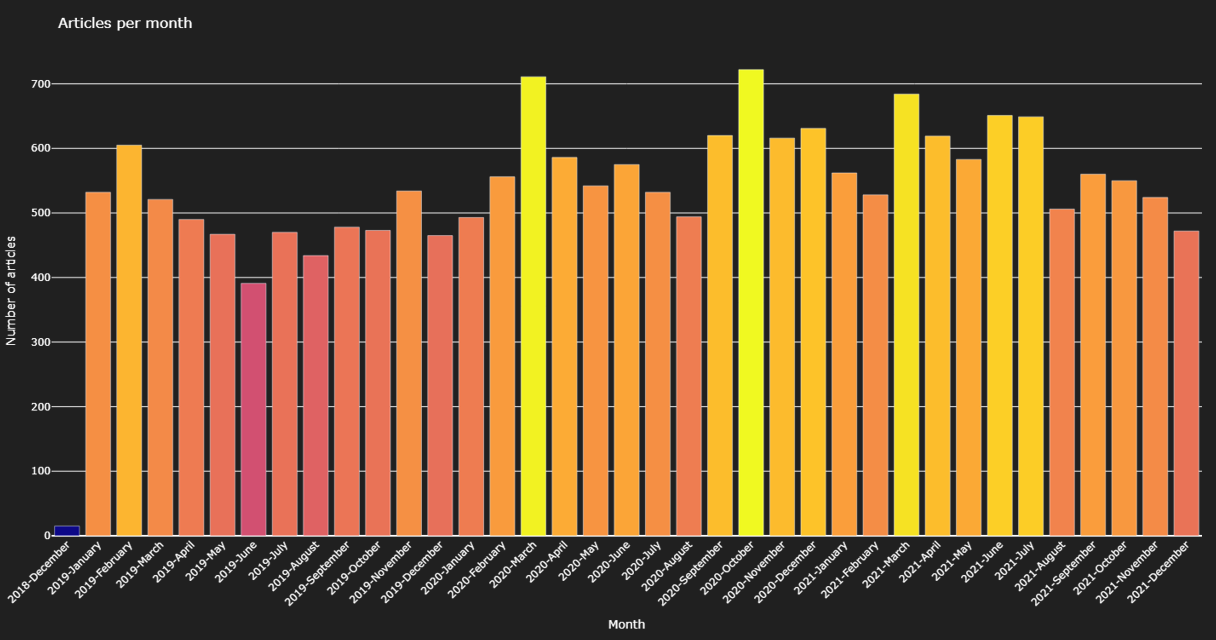 Articles per month
Number of articles
700
600
500
400
300
200
100
0
2018-December
2019-January
2019-February
2019-March
2019-April
2019-May
2019-June
2019-July
2019-August
2019-September
2019-October
2019-November
2019-December
2020-January
2020-February
2020-March
2020-April
2020-May
2020-June
2020-July
2020-August
2020-September
2020-October
2020-November
2020-December
2021-January
2021-February
2021-March
2021-April
2021-May
2021-June
2021-July
2021-August
2021-September
2021-October
2021-November
2021-December
Month